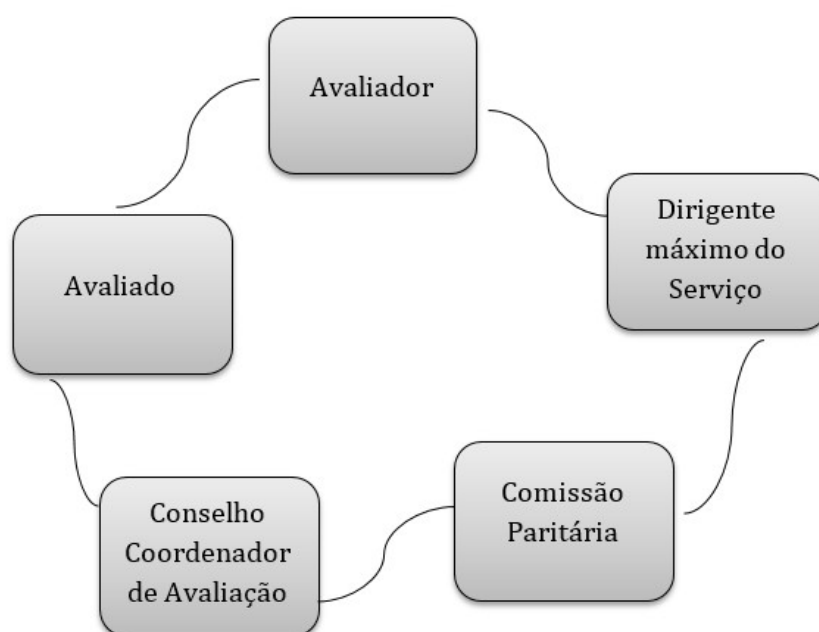 Avaliador
Dirigente
máximo do
Serviço
Avaliado
Comissão
Paritária
Conselho
Coordenador
de Avaliação